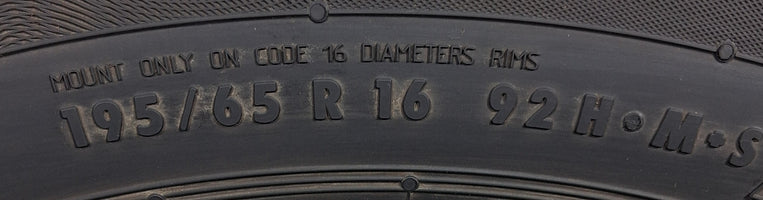 MOUNT ONLY ON CODE 16 DIAMETERS RIMS
195/65 R 16 92 H•M•S